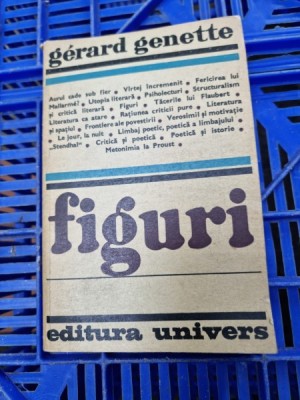 gérard genette
Aurul cade sub fier • Vîrtej încremenit • Fericirea lui
Mallarmé? • Utopia literară • Psiholecturi • Structuralism
și critică literară • Figuri • Tăcerile lui Flaubert •
Literatura ca atare • Rațiunea criticii pure • Literatura
și spațiul • Frontiere ale povestirii • Verosimil și motivație
• La jour, la nuit • Limbaj poetic, poetică a limbajului •
„Stendhal” • Critică și poetică • Poetică și istorie •
Metonimia la Proust •
figuri
editura univers